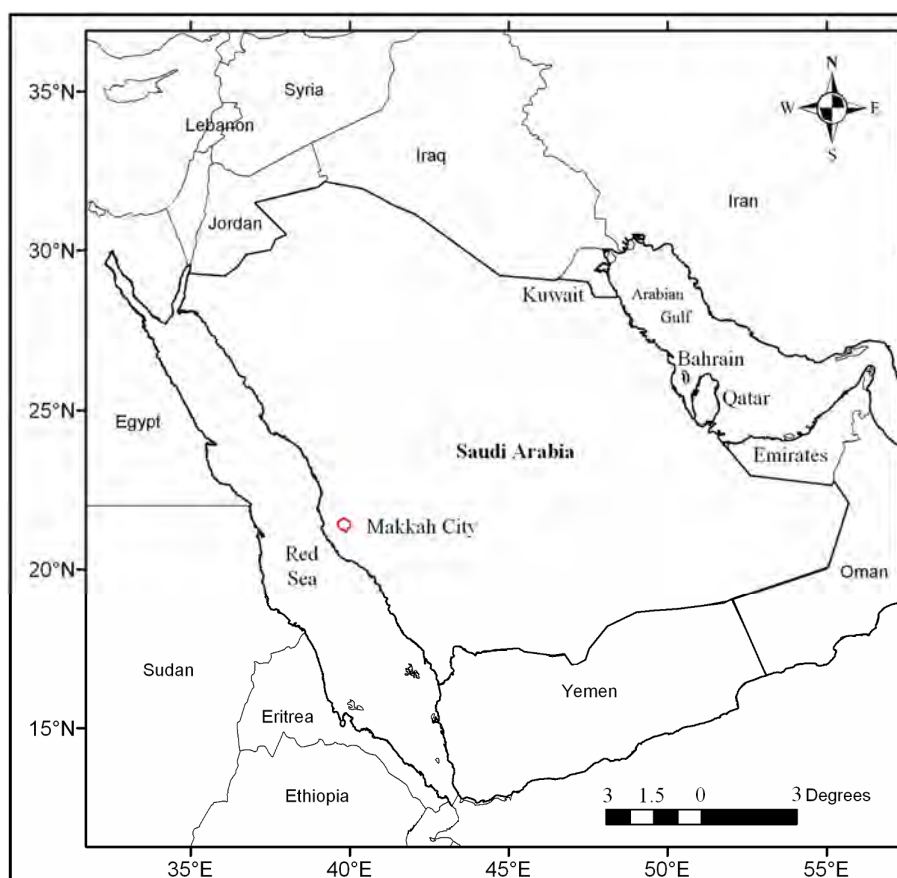 N
W
E
S
35°N
Syria
Lebanon
Iraq
Iran
Jordan
30°N
Kuwait
Arabian
Gulf
Bahrain
Qatar
25°N
Egypt
Saudi Arabia
Emirates
Makkah City
Red
Sea
20°N
Oman
Sudan
Yemen
Eritrea
15°N
Ethiopia
3 1.5 0 3 Degrees
35°E 40°E 45°E 50°E 55°E